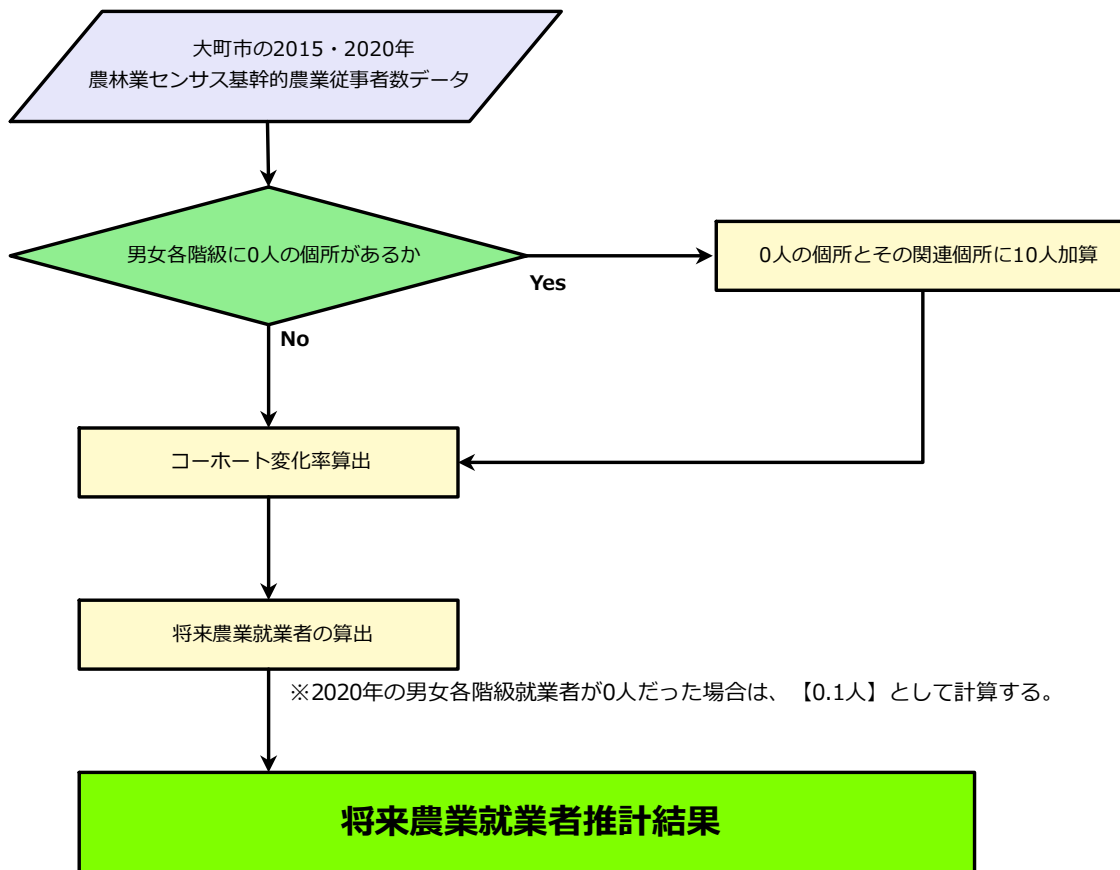 大町市の2015・2020年
農林業センサス基幹的農業従事者数データ
男女各階級に0人の個所があるか
Yes
0人の個所とその関連個所に10人加算
No
コーホート変化率算出
将来農業就業者の算出
※2020年の男女各階級就業者が0人だった場合は、【0.1人】として計算する。
将来農業就業者推計結果